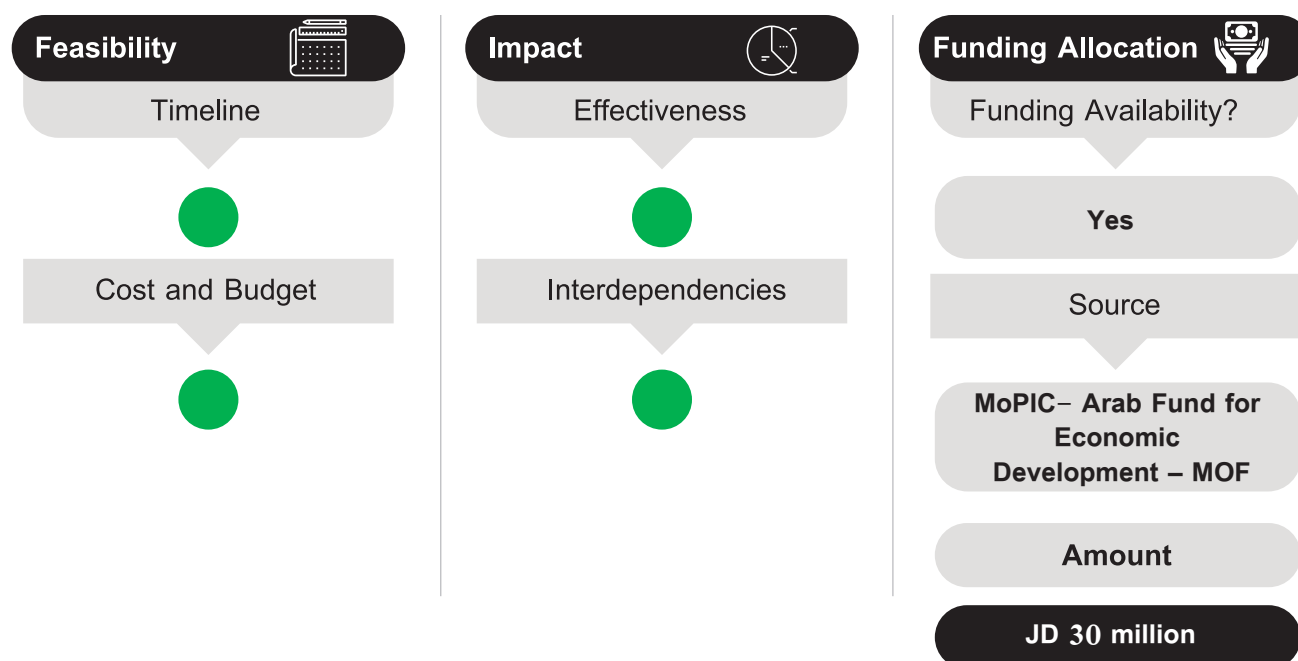 Feasibility
Timeline
Cost and Budget
Impact
Effectiveness
Interdependencies
Funding Allocation
Funding Availability?
Yes
Source
MoPIC– Arab Fund for
Economic
Development – MOF
Amount
JD 30 million